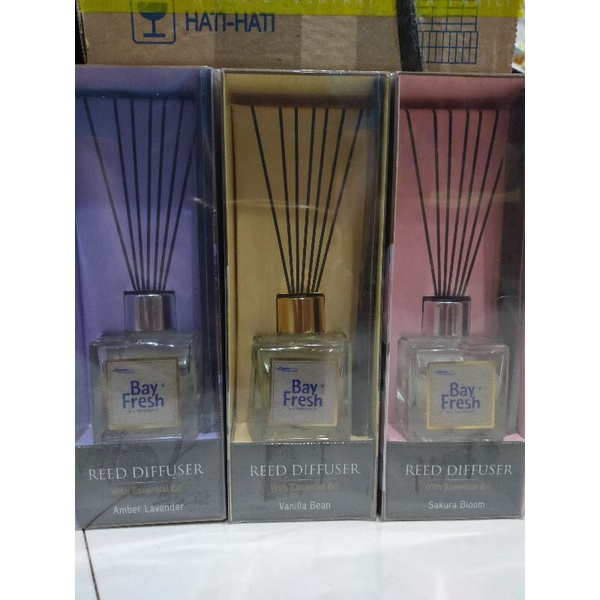 HATI-HATI
Bay
Fresh
REED DIFFUSER
With Essential Oil
Amber Lavender
Bay
Fresh
REED DIFFUSER
With Essential Oil
Vanilla Bean
Bay
Fresh
REED DIFFUSER
With Essential Oil
Sakura Bloom